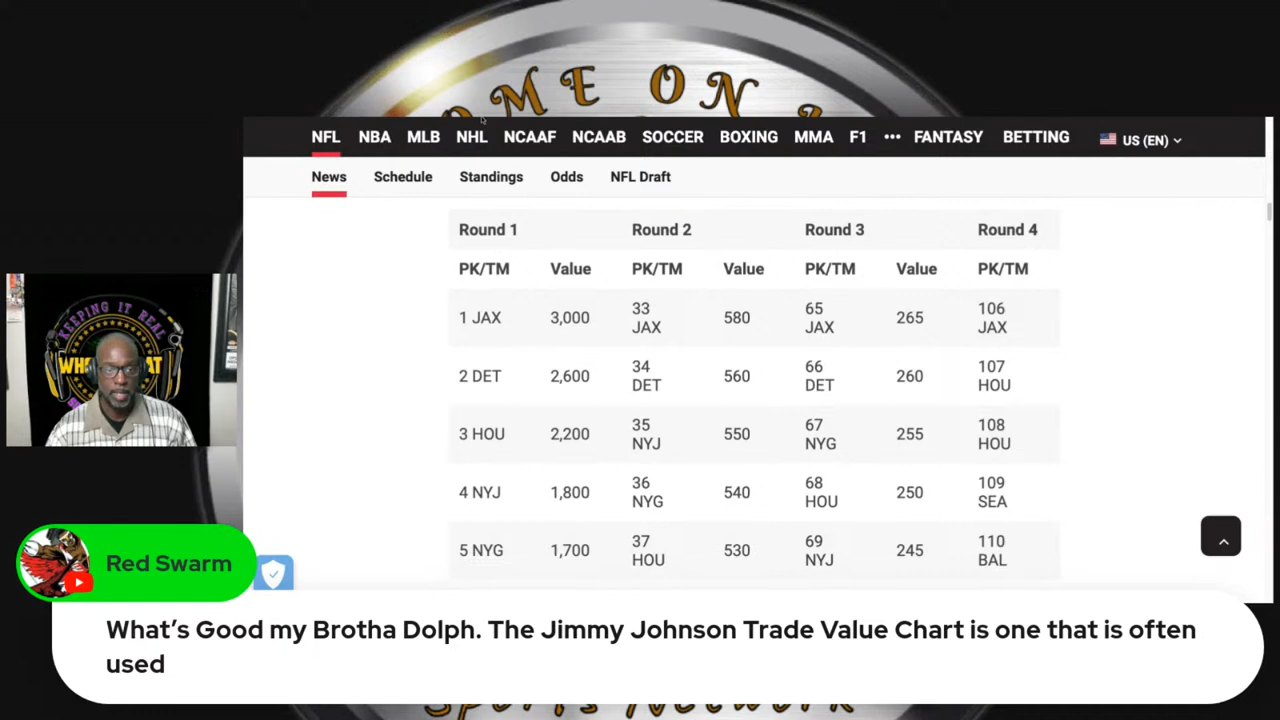 OME ON
NFL NBA MLB NHL NCAAF NCAAB SOCCER BOXING MMA F1 ••• FANTASY BETTING US (EN)
News Schedule Standings Odds NFL Draft
Round 1 Round 2 Round 3 Round 4
PK/TM Value PK/TM Value PK/TM Value PK/TM
1 JAX 3,000 33 JAX 580 65 JAX 265 106 JAX
2 DET 2,600 34 DET 560 66 DET 260 107 HOU
3 HOU 2,200 35 NYJ 550 67 NYG 255 108 HOU
4 NYJ 1,800 36 NYG 540 68 HOU 250 109 SEA
5 NYG 1,700 37 HOU 530 69 NYJ 245 110 BAL
KEEPING IT REAL
Red Swarm
What's Good my Brotha Dolph. The Jimmy Johnson Trade Value Chart is one that is often
used